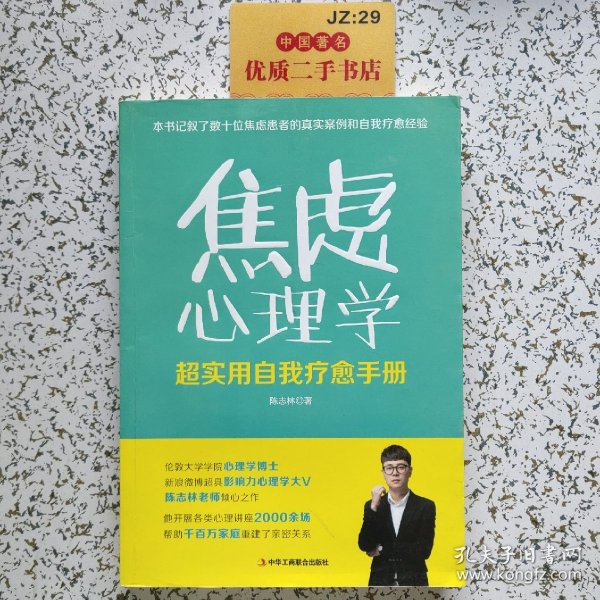 JZ:29
中国著名
优质二手书店
本书记叙了数十位焦虑患者的真实案例和自我疗愈经验
焦虑
心理学
超实用自我疗愈手册
陈志林◎著
伦敦大学学院心理学博士
新浪微博超具影响力心理学大V
陈志林老师倾心之作
他开展各类心理讲座2000余场
帮助千百万家庭重建了亲密关系
中华工商联合出版社
孔夫子旧书网
www.kongfz.com